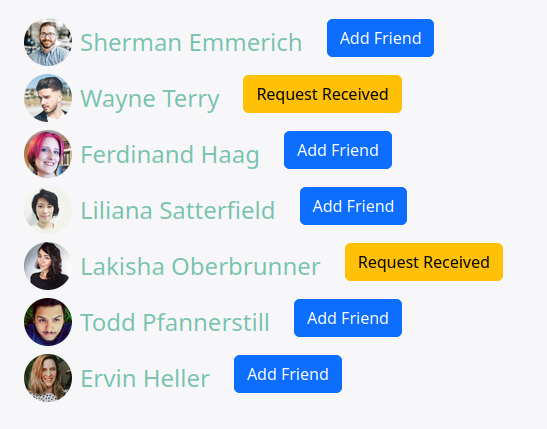 Sherman Emmerich Add Friend
Wayne Terry Request Received
Ferdinand Haag Add Friend
Liliana Satterfield Add Friend
Lakisha Oberbrunner Request Received
Todd Pfannerstill Add Friend
Ervin Heller Add Friend